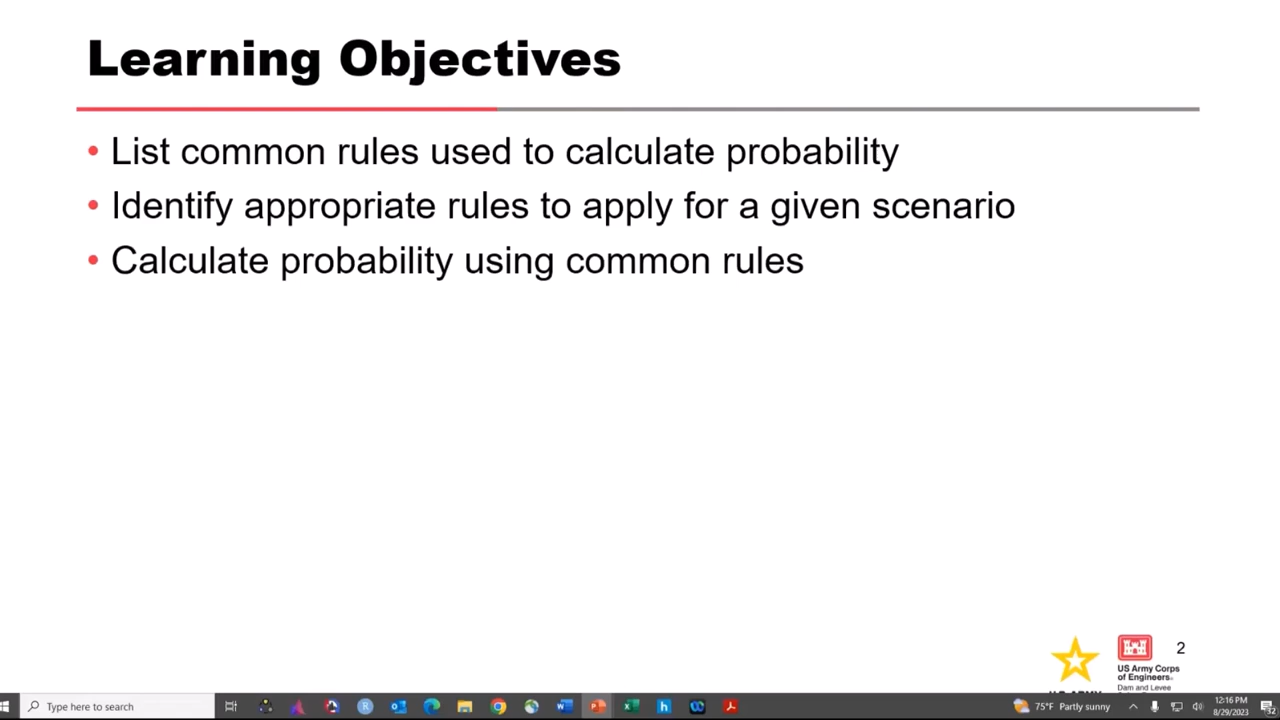 Learning Objectives
• List common rules used to calculate probability
• Identify appropriate rules to apply for a given scenario
• Calculate probability using common rules
2
US Army Corps
of Engineers®
Dam and Levee
U.S. ARMY
Type here to search
75°F Partly sunny
12:16 PM
8/29/2023
32